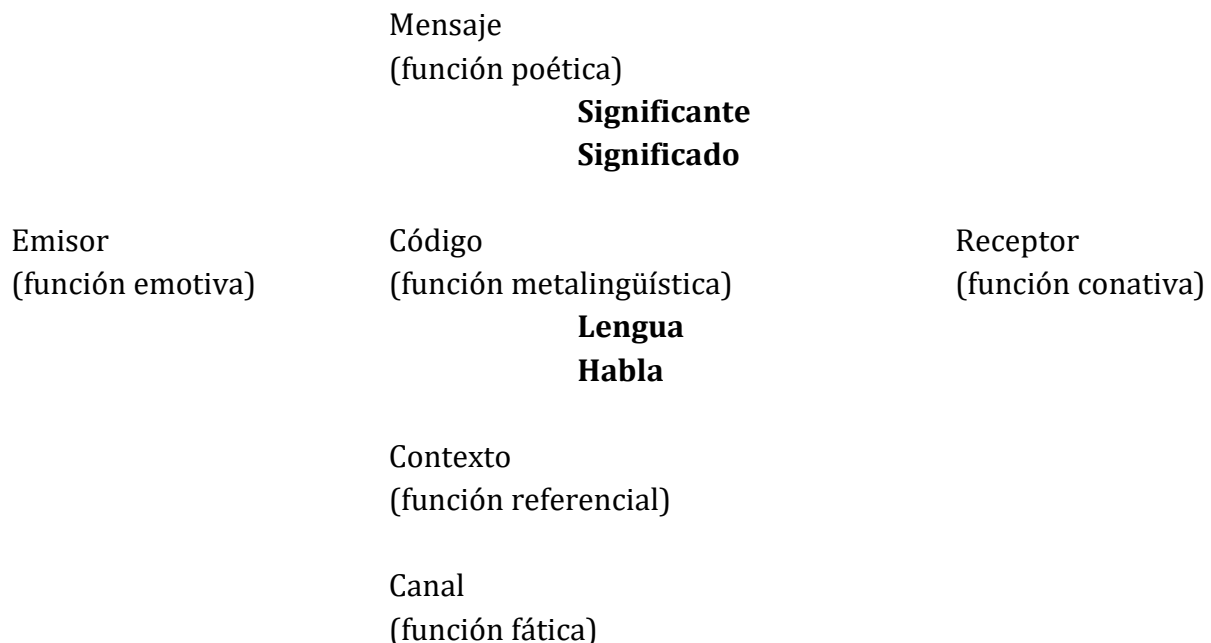 Mensaje
(función poética)
Significante
Significado
Emisor Código Receptor
(función emotiva) (función metalingüística) (función conativa)
Lengua
Habla
Contexto
(función referencial)
Canal
(función fática)